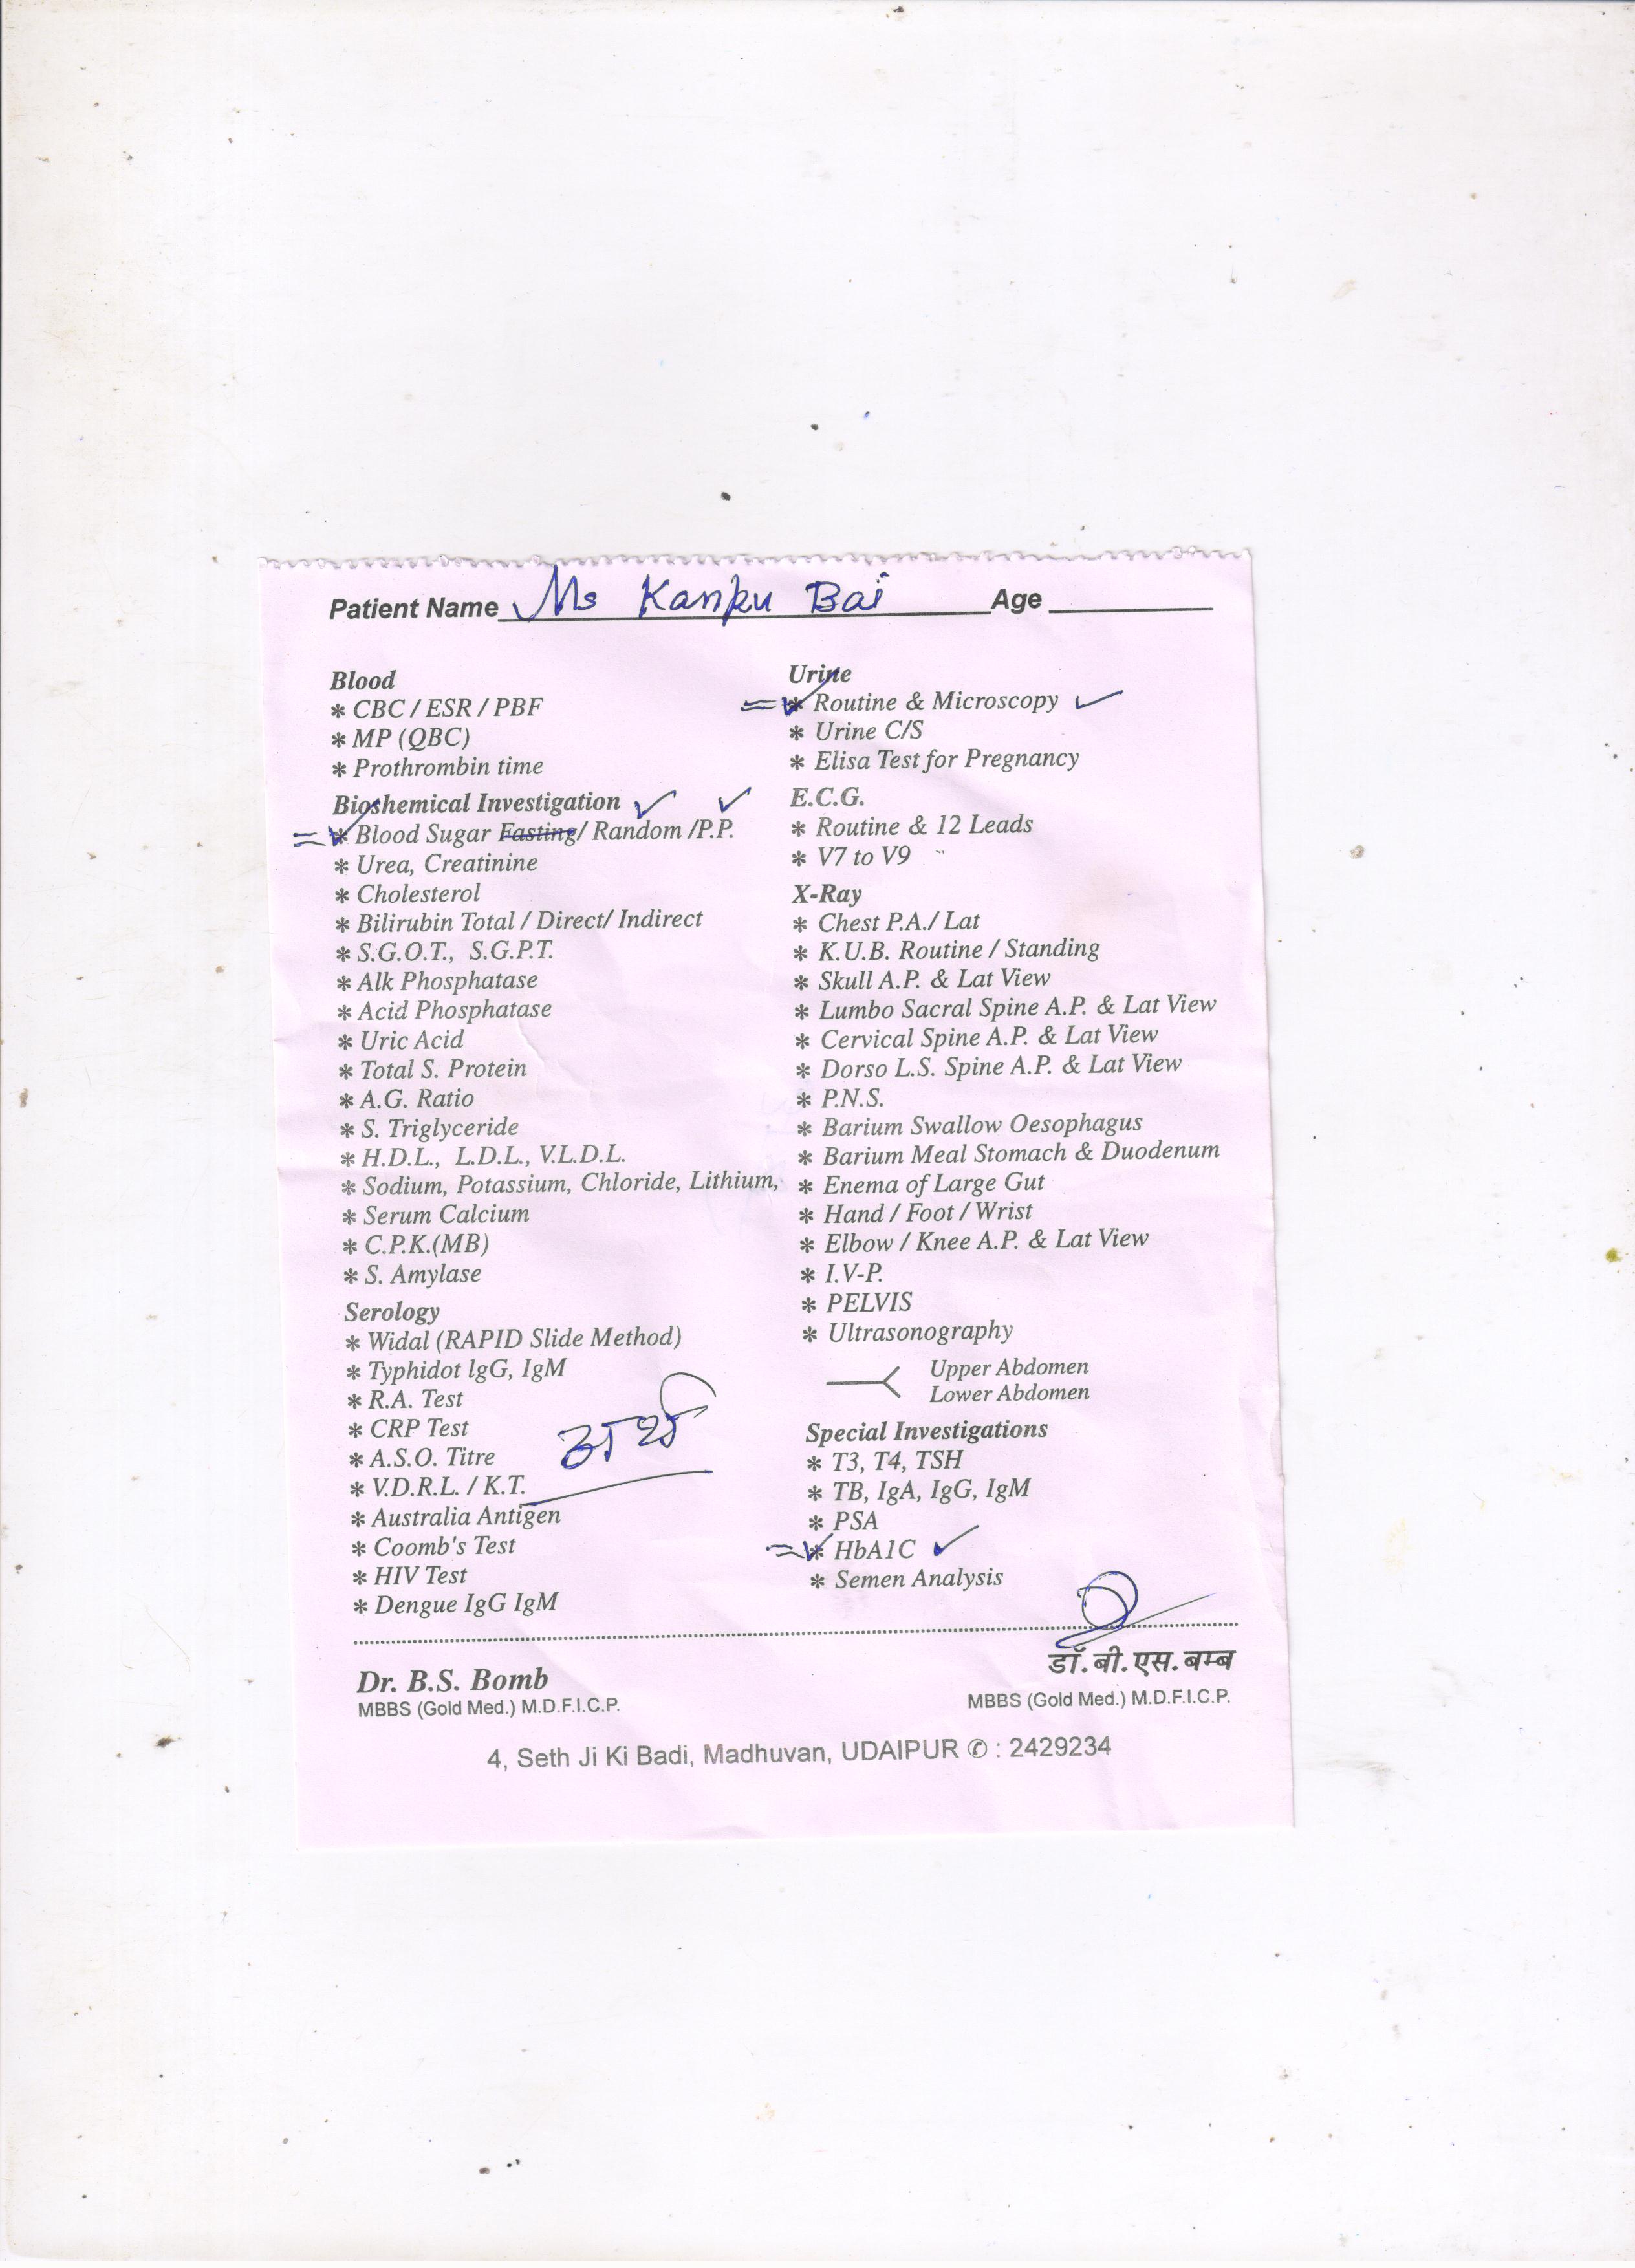 Patient Name Ms Kanku Bai Age
Blood
* CBC / ESR / PBF
* MP (QBC)
* Prothrombin time
Bioshemical Investigation ✓ ✓
= ✓ * Blood Sugar Fasting/ Random /P.P.
* Urea, Creatinine
* Cholesterol
* Bilirubin Total / Direct/ Indirect
* S.G.O.T., S.G.P.T.
* Alk Phosphatase
* Acid Phosphatase
* Uric Acid
* Total S. Protein
* A.G. Ratio
* S. Triglyceride
* H.D.L., L.D.L., V.L.D.L.
* Sodium, Potassium, Chloride, Lithium,
* Serum Calcium
* C.P.K.(MB)
* S. Amylase
Serology
* Widal (RAPID Slide Method)
* Typhidot lgG, IgM
* R.A. Test
* CRP Test
* A.S.O. Titre
* V.D.R.L. / K.T.
* Australia Antigen
* Coomb's Test
* HIV Test
* Dengue IgG IgM
Urine
= ✓ * Routine & Microscopy ✓
* Urine C/S
* Elisa Test for Pregnancy
E.C.G.
* Routine & 12 Leads
* V7 to V9
X-Ray
* Chest P.A./ Lat
* K.U.B. Routine / Standing
* Skull A.P. & Lat View
* Lumbo Sacral Spine A.P. & Lat View
* Cervical Spine A.P. & Lat View
* Dorso L.S. Spine A.P. & Lat View
* P.N.S.
* Barium Swallow Oesophagus
* Barium Meal Stomach & Duodenum
* Enema of Large Gut
* Hand / Foot / Wrist
* Elbow / Knee A.P. & Lat View
* I.V-P.
* PELVIS
* Ultrasonography
Upper Abdomen
Lower Abdomen
Special Investigations
* T3, T4, TSH
* TB, IgA, IgG, IgM
* PSA
= ✓ * HbA1C ✓
* Semen Analysis
Dr. B.S. Bomb
MBBS (Gold Med.) M.D.F.I.C.P.
डॉ. बी. एस. बम्ब
MBBS (Gold Med.) M.D.F.I.C.P.
4, Seth Ji Ki Badi, Madhuvan, UDAIPUR ✆ : 2429234